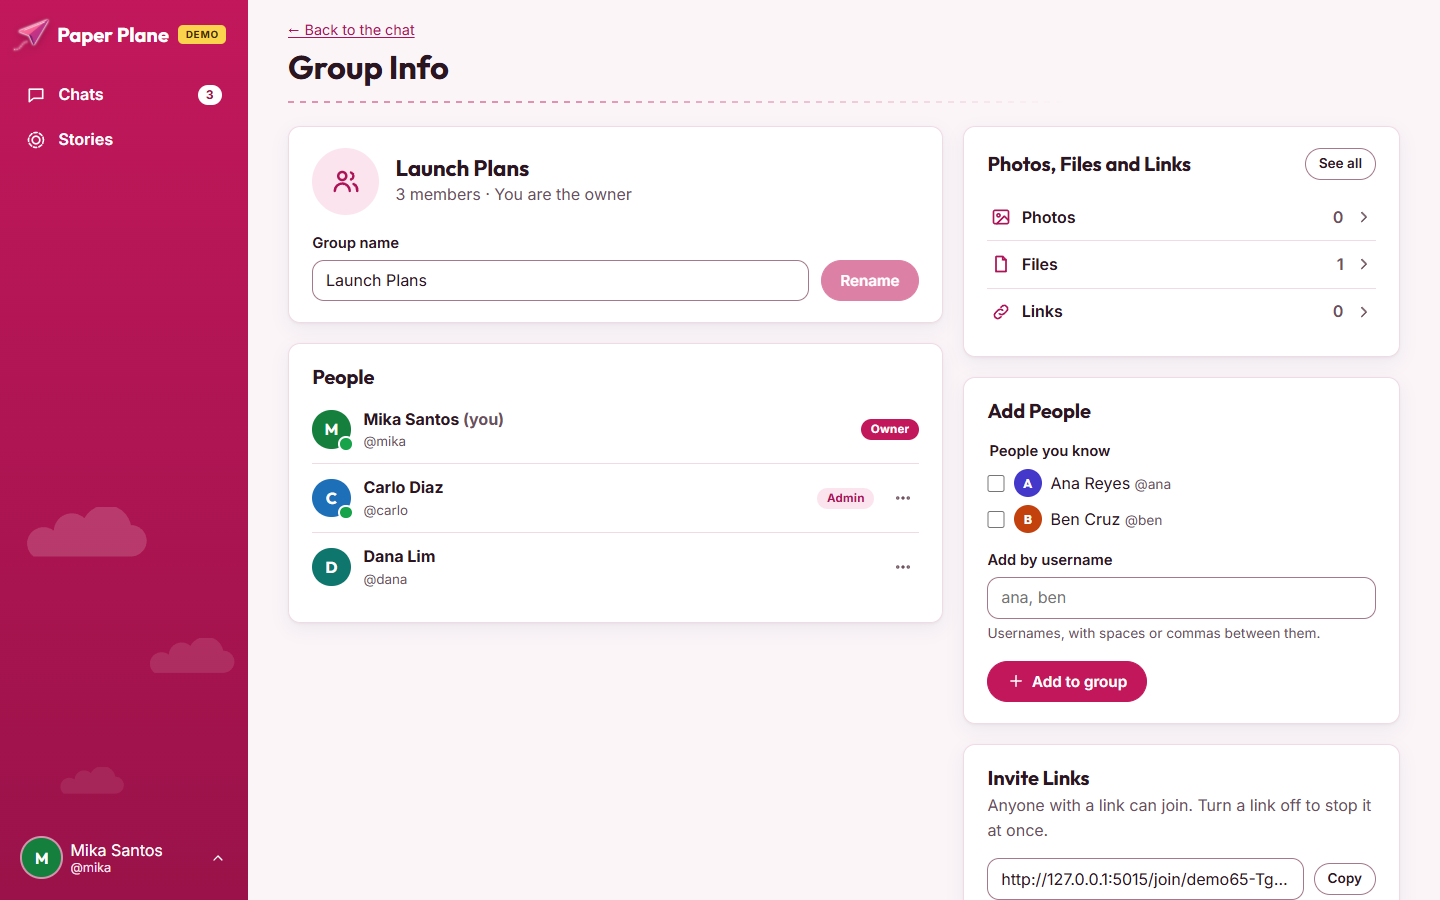 Paper Plane DEMO
Chats 3
Stories
Mika Santos
@mika
← Back to the chat
Group Info
Launch Plans
3 members · You are the owner
Group name
Launch Plans
Rename
People
M
Mika Santos (you)
@mika
Owner
C
Carlo Diaz
@carlo
Admin
D
Dana Lim
@dana
Photos, Files and Links
See all
Photos 0
Files 1
Links 0
Add People
People you know
A Ana Reyes @ana
B Ben Cruz @ben
Add by username
ana, ben
Usernames, with spaces or commas between them.
+ Add to group
Invite Links
Anyone with a link can join. Turn a link off to stop it
at once.
http://127.0.0.1:5015/join/demo65-Tg...
Copy
M